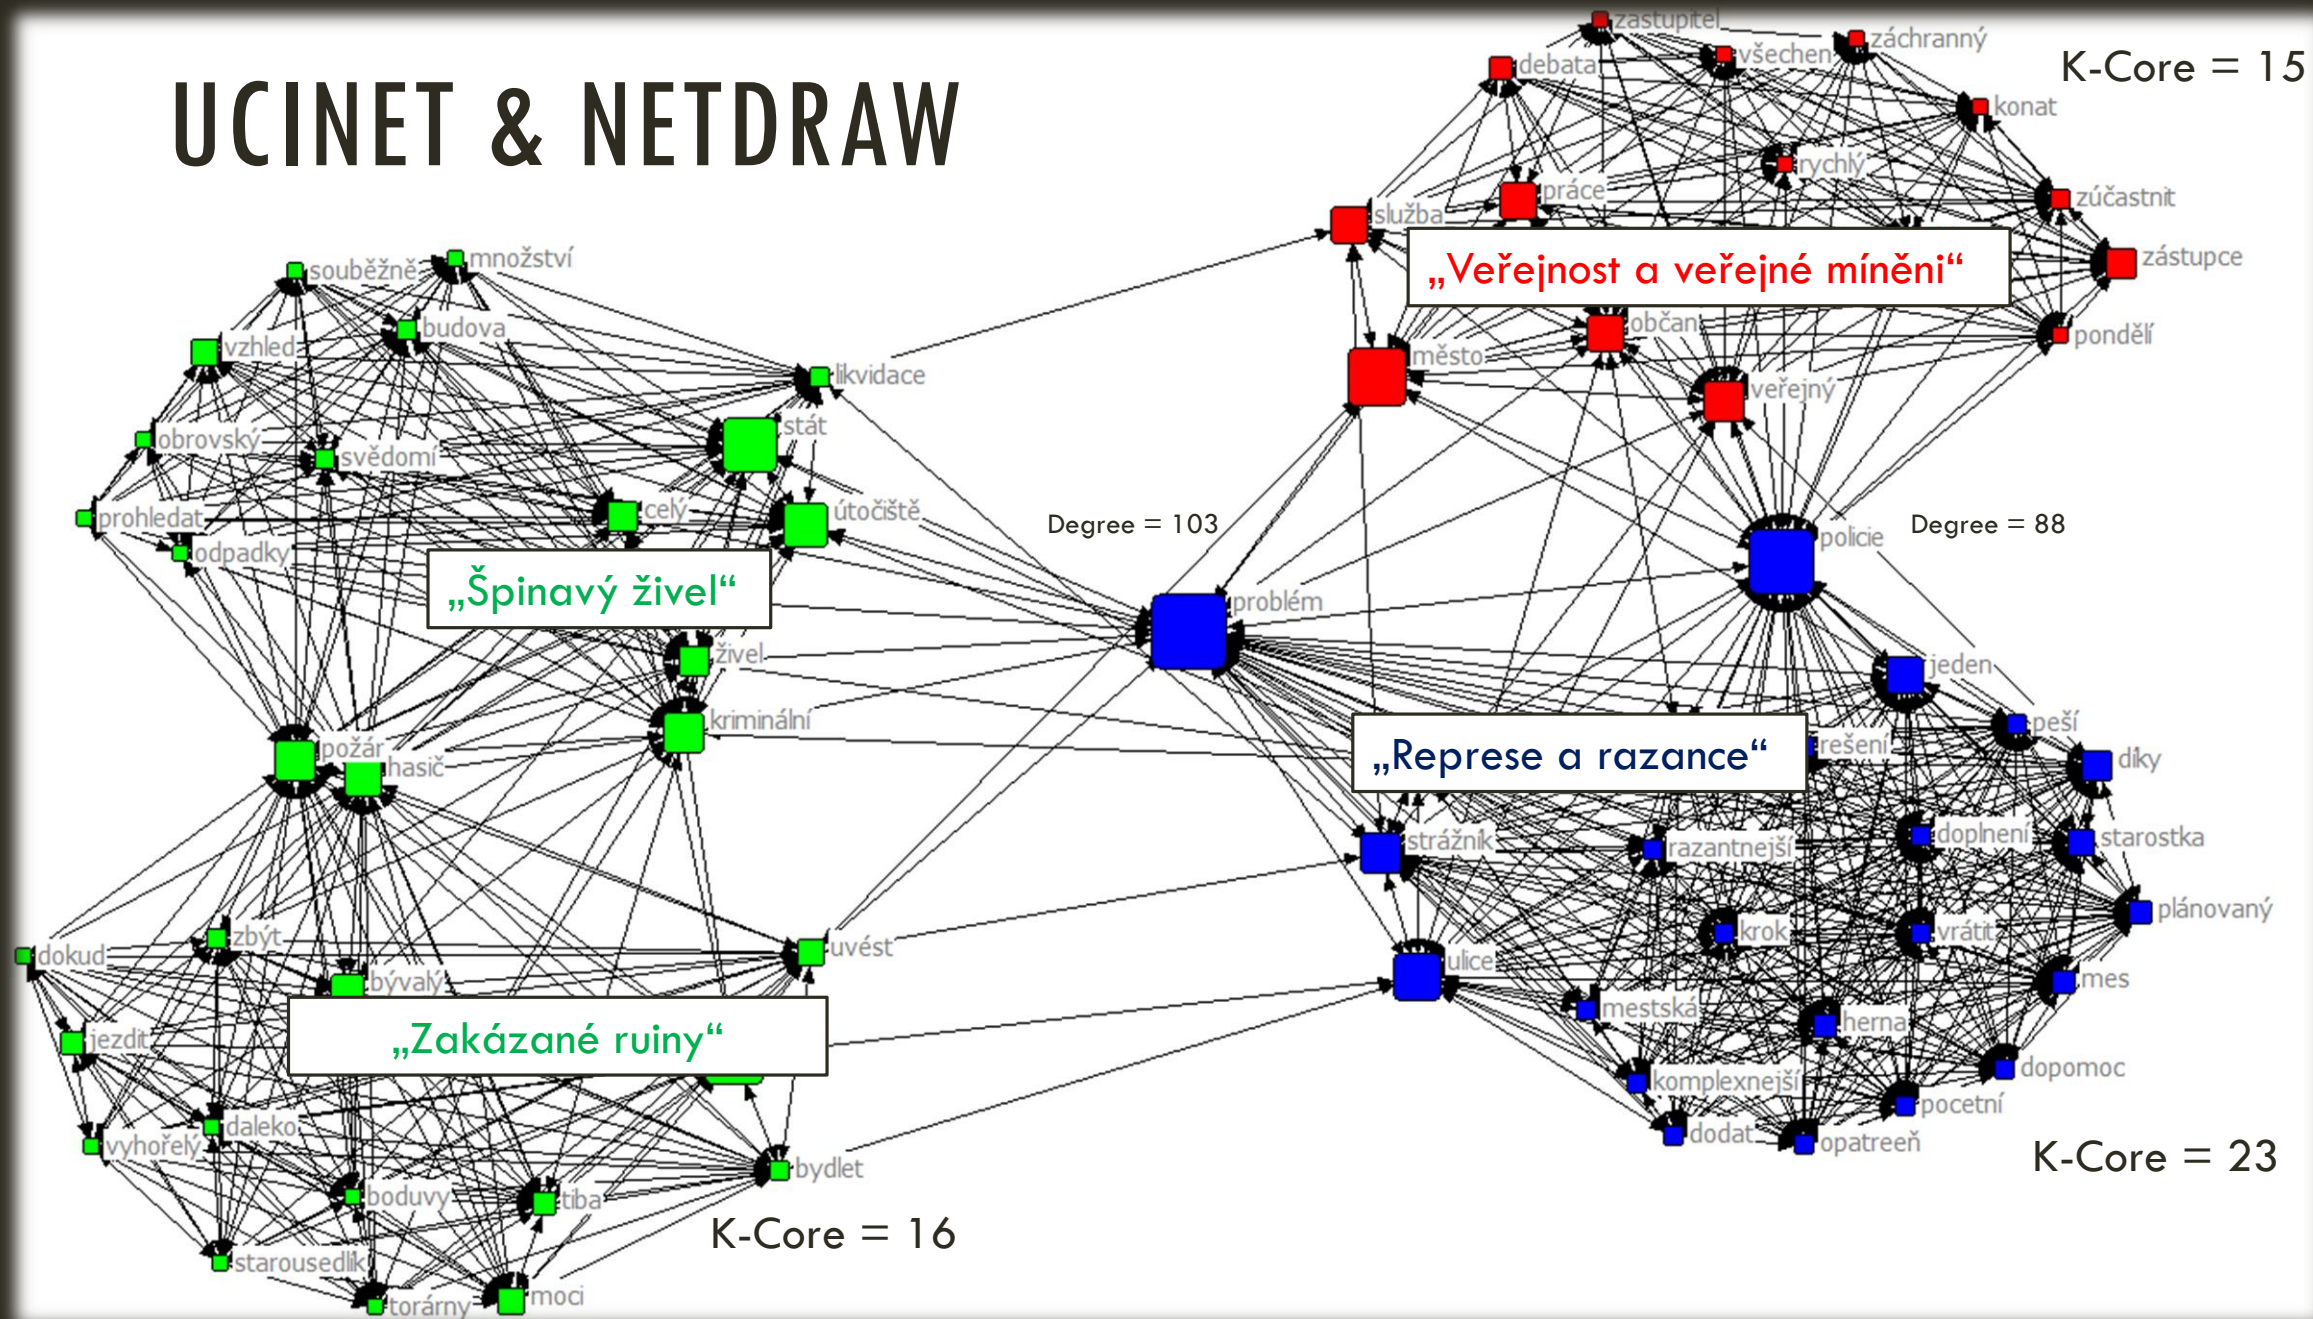 UCINET & NETDRAW
zastupitel
všechen
záchranný
K-Core = 15
debata
konat
rychlý
práce
služba
zúčastnit
„Veřejnost a veřejné míněni“
zástupce
občan
město
veřejný
pondělí
souběžně
množství
budova
vzhled
likvidace
stát
obrovský
svědomí
celý
útočiště
prohledat
odpadky
„Špinavý živel“
Degree = 103
policie
Degree = 88
problém
živel
kriminální
požár
hasič
jeden
peší
„Represe a razance“
rešení
díky
strážník
razantnejší
doplnení
starostka
krok
vrátit
plánovaný
ulice
mestská
herna
mes
komplexnejší
dopomoc
pocetní
dodat
opatreeň
K-Core = 23
dokud
zbýt
uvést
bývalý
„Zakázané ruiny“
jezdit
daleko
vyhořelý
boduvy
tiba
bydlet
K-Core = 16
starousedlík
torárny
moci